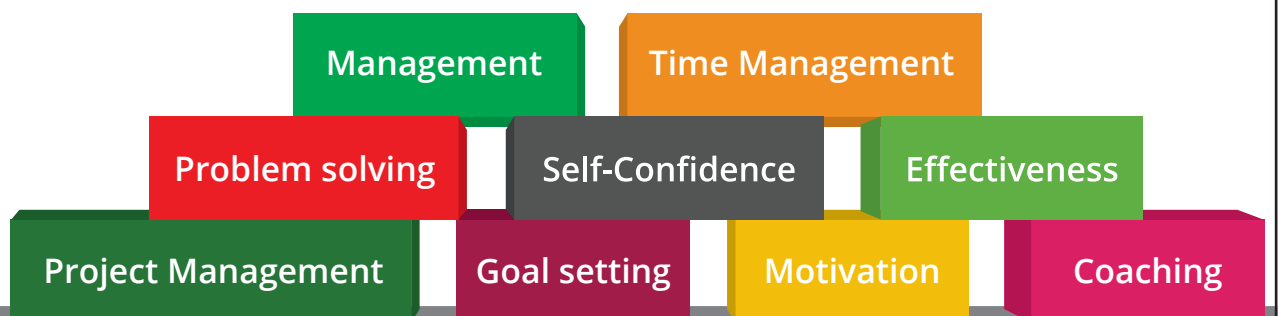 Management Time Management
Problem solving Self-Confidence Effectiveness
Project Management Goal setting Motivation Coaching